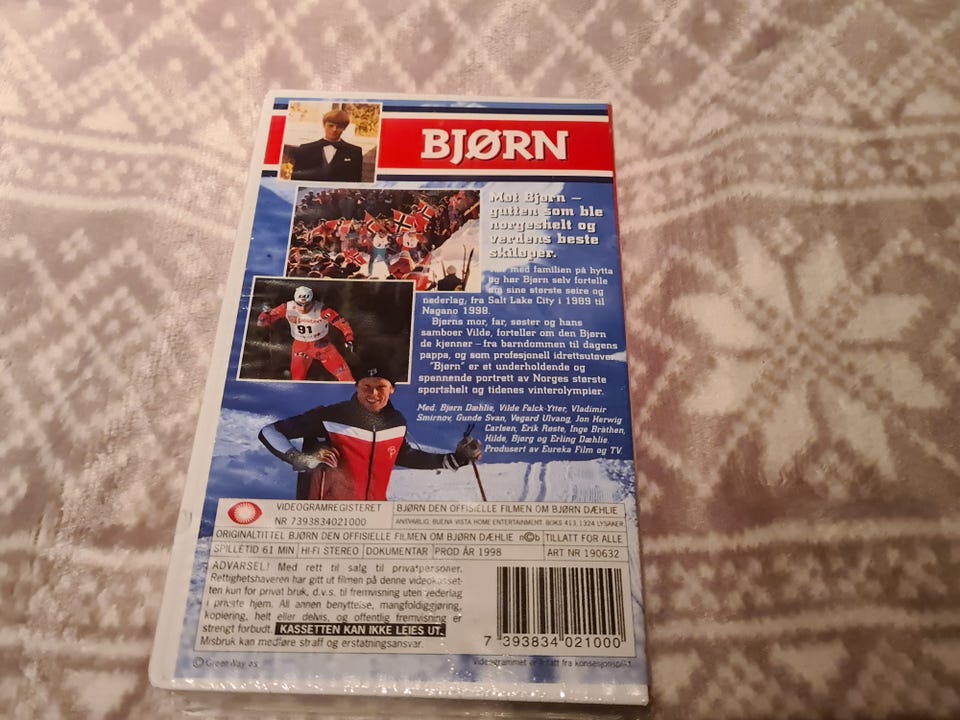 BJØRN
Møt Bjørn –
gutten som ble
norgeshelt og
verdens beste
skiløper.
med familien på hytta
og hør Bjørn selv fortelle
om sine største seire og
nederlag, fra Salt Lake City i 1989 til
Nagano 1998.
Bjørns mor, far, søster og hans
samboer Vilde, forteller om den Bjørn
de kjenner – fra barndommen til dagens
pappa, og som profesjonell idrettsutøver.
"Bjørn" er et underholdende og
spennende portrett av Norges største
sportshelt og tidenes vinterolympier.
Med. Bjørn Dæhlie, Vilde Falck-Ytter, Vladimir
Smirnov, Gunde Svan, Vegard Ulvang, Jon Herwig
Carlsen, Erik Røste, Inge Bråthen,
Hilde, Bjørg og Erling Dæhlie.
Produsert av Eureka Film og TV.
91
VIDEOGRAMREGISTERET
NR 7393834021000
BJØRN DEN OFFISIELLE FILMEN OM BJØRN DÆHLIE
ANSVARLIG: BUENA VISTA HOME ENTERTAINMENT. BOKS 413, 1324 LYSAKER
ORIGINALTITTEL BJØRN DEN OFFISIELLE FILMEN OM BJØRN DÆHLIE n©b TILLATT FOR ALLE
SPILLETID 61 MIN HI-FI STEREO DOKUMENTAR PROD ÅR 1998 ART NR 190632
ADVARSEL! Med rett til salg til privatpersoner.
Rettighetshaveren har gitt ut filmen på denne videokasset-
ten kun for privat bruk, d.v.s. til fremvisning uten vederlag
i private hjem. All annen benyttelse, mangfoldiggjøring,
kopiering, helt eller delvis, og offentlig fremvisning er
strengt forbudt. KASSETTEN KAN IKKE LEIES UT.
Misbruk kan medføre straff og erstatningsansvar.
7 393834 021000
© GreenWay as
Videogrammet er fritatt fra konsesjonsplikt